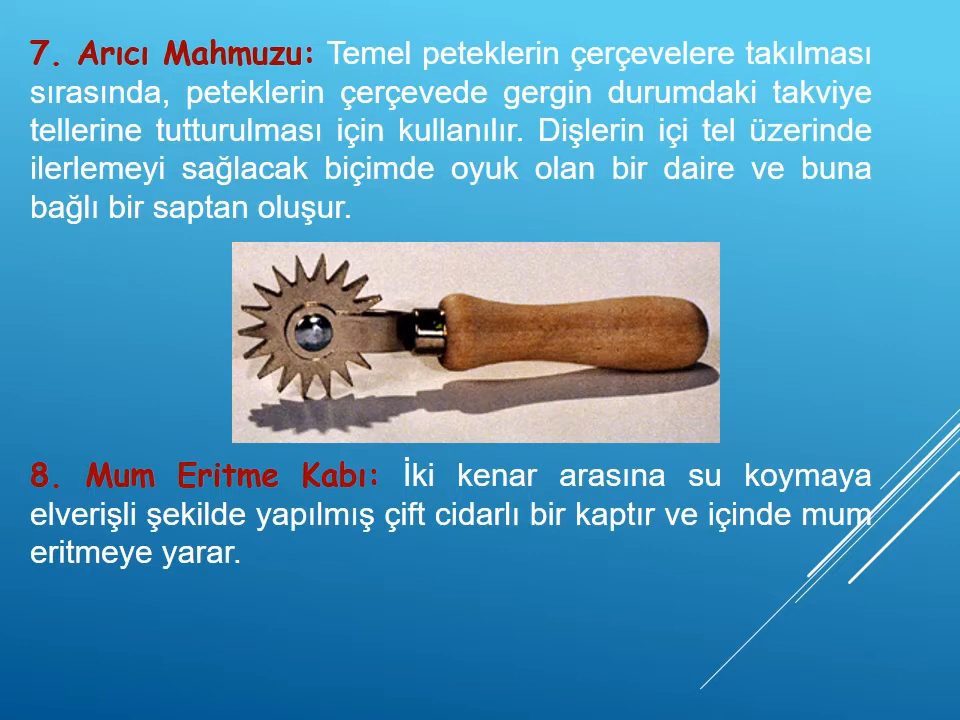 7. Arıcı Mahmuzu: Temel peteklerin çerçevelere takılması
sırasında, peteklerin çerçevede gergin durumdaki takviye
tellerine tutturulması için kullanılır. Dişlerin içi tel üzerinde
ilerlemeyi sağlacak biçimde oyuk olan bir daire ve buna
bağlı bir saptan oluşur.
8. Mum Eritme Kabı: İki kenar arasına su koymaya
elverişli şekilde yapılmış çift cidarlı bir kaptır ve içinde mum
eritmeye yarar.